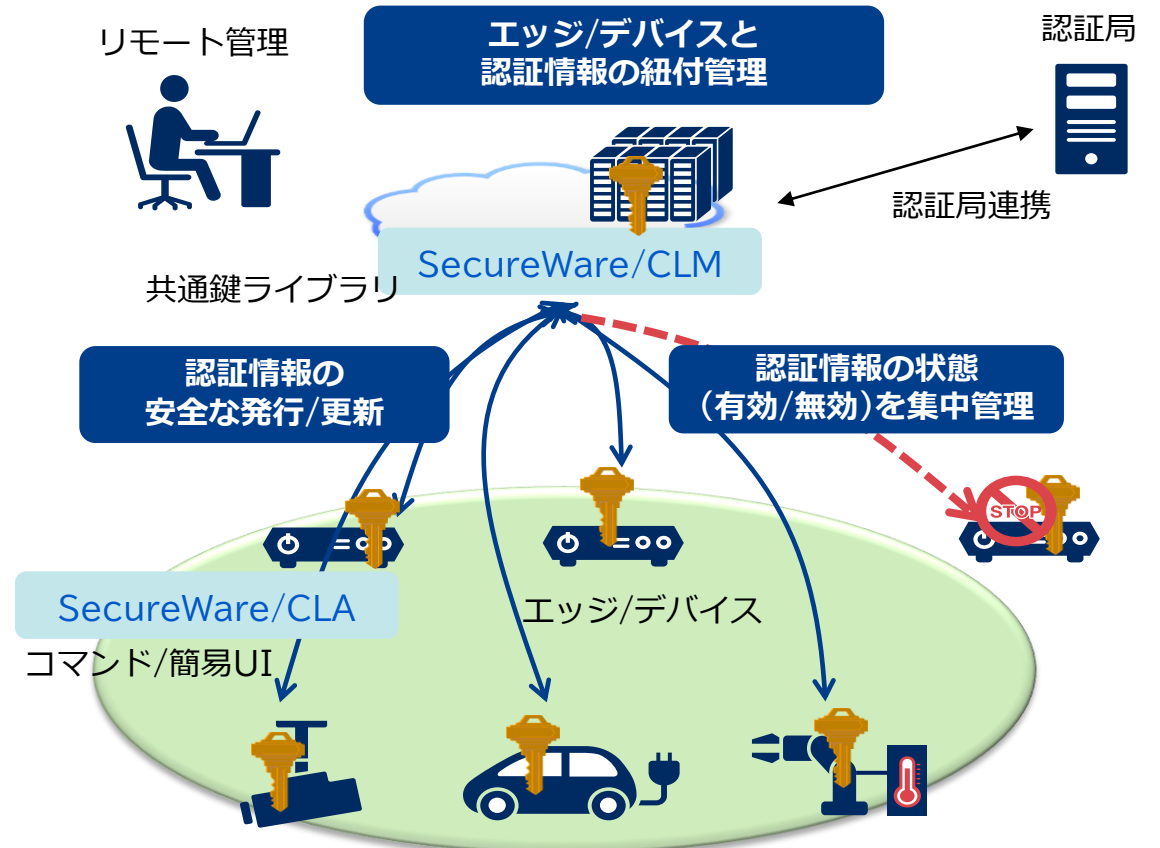 リモート管理
エッジ/デバイスと
認証情報の紐付管理
認証局
認証局連携
SecureWare/CLM
共通鍵ライブラリ
認証情報の
安全な発行/更新
認証情報の状態
（有効/無効）を集中管理
STOP
SecureWare/CLA
エッジ/デバイス
コマンド/簡易UI